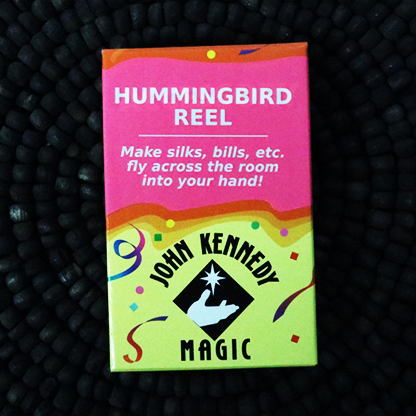 HUMMINGBIRD
REEL
Make silks, bills, etc.
fly across the room
into your hand!
JOHN KENNEDY
MAGIC